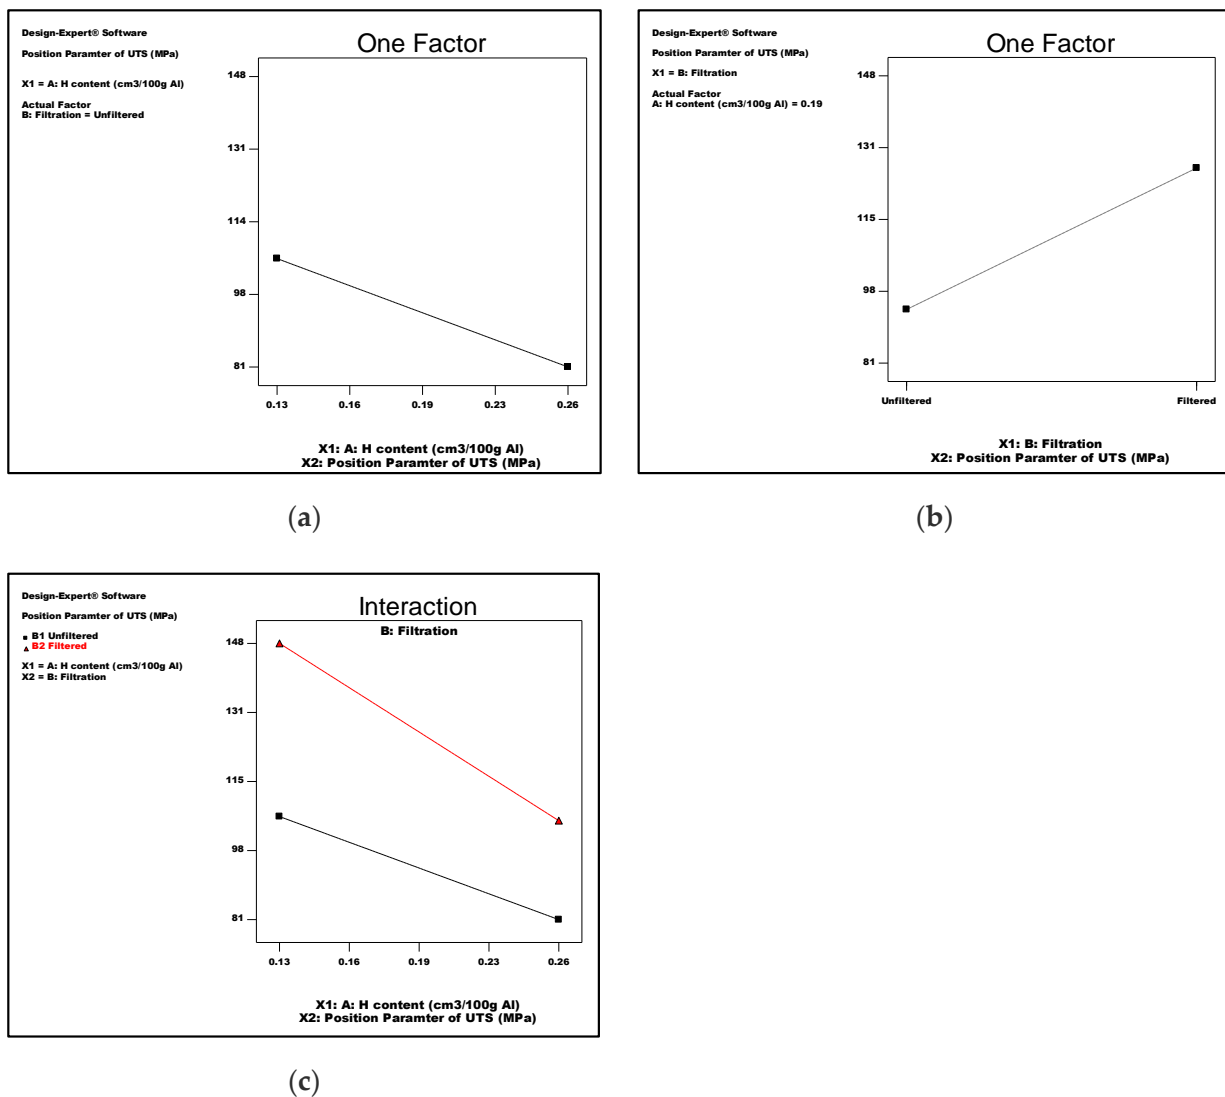 Design-Expert® Software
Position Paramter of UTS (MPa)
X1 = A: H content (cm3/100g Al)
Actual Factor
B: Filtration = Unfiltered
One Factor
148
131
114
98
81
0.13 0.16 0.19 0.23 0.26
X1: A: H content (cm3/100g Al)
X2: Position Paramter of UTS (MPa)
(a)
Design-Expert® Software
Position Paramter of UTS (MPa)
X1 = B: Filtration
Actual Factor
A: H content (cm3/100g Al) = 0.19
One Factor
148
131
115
98
81
Unfiltered Filtered
X1: B: Filtration
X2: Position Paramter of UTS (MPa)
(b)
Design-Expert® Software
Position Paramter of UTS (MPa)
B1 Unfiltered
B2 Filtered
X1 = A: H content (cm3/100g Al)
X2 = B: Filtration
Interaction
B: Filtration
148
131
115
98
81
0.13 0.16 0.19 0.23 0.26
X1: A: H content (cm3/100g Al)
X2: Position Paramter of UTS (MPa)
(c)